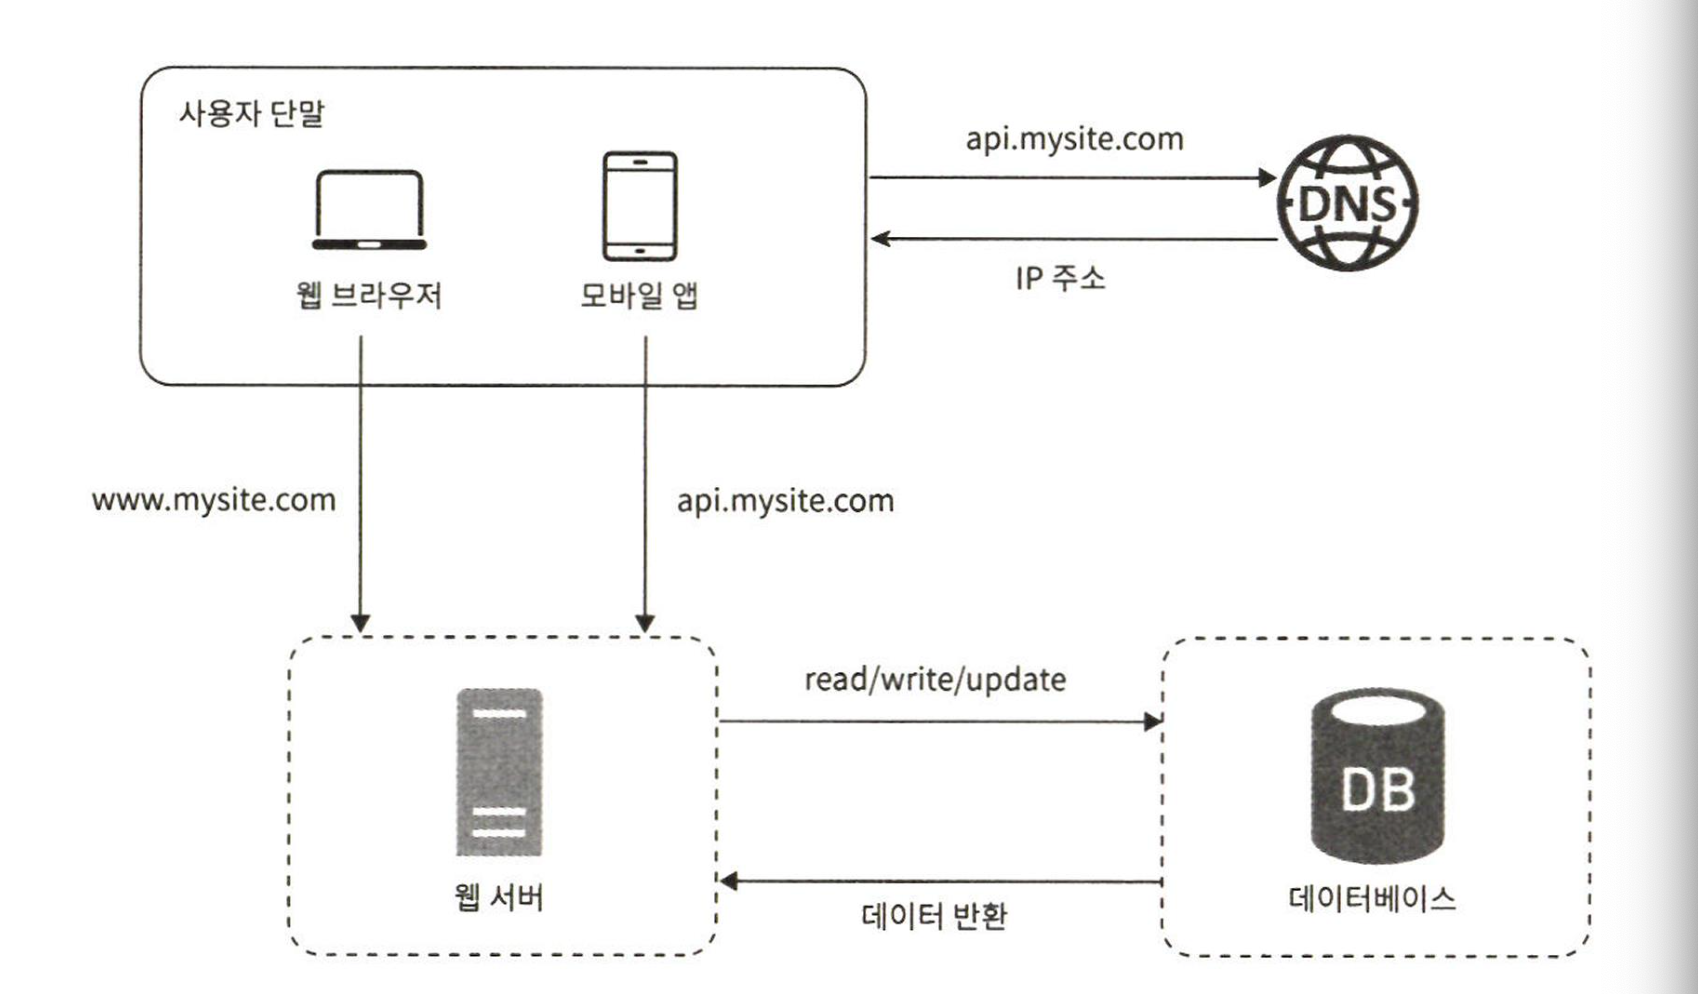 사용자 단말
api.mysite.com
DNS
웹 브라우저
모바일 앱
IP 주소
www.mysite.com
api.mysite.com
read/write/update
DB
웹 서버
데이터 반환
데이터베이스